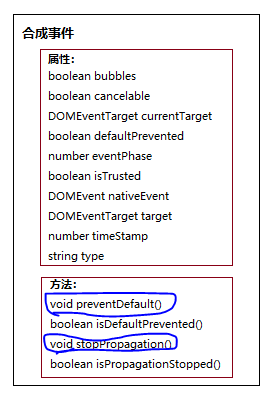 合成事件
属性：
boolean bubbles
boolean cancelable
DOMEventTarget currentTarget
boolean defaultPrevented
number eventPhase
boolean isTrusted
DOMEvent nativeEvent
DOMEventTarget target
number timeStamp
string type
方法：
void preventDefault()
boolean isDefaultPrevented()
void stopPropagation()
boolean isPropagationStopped()